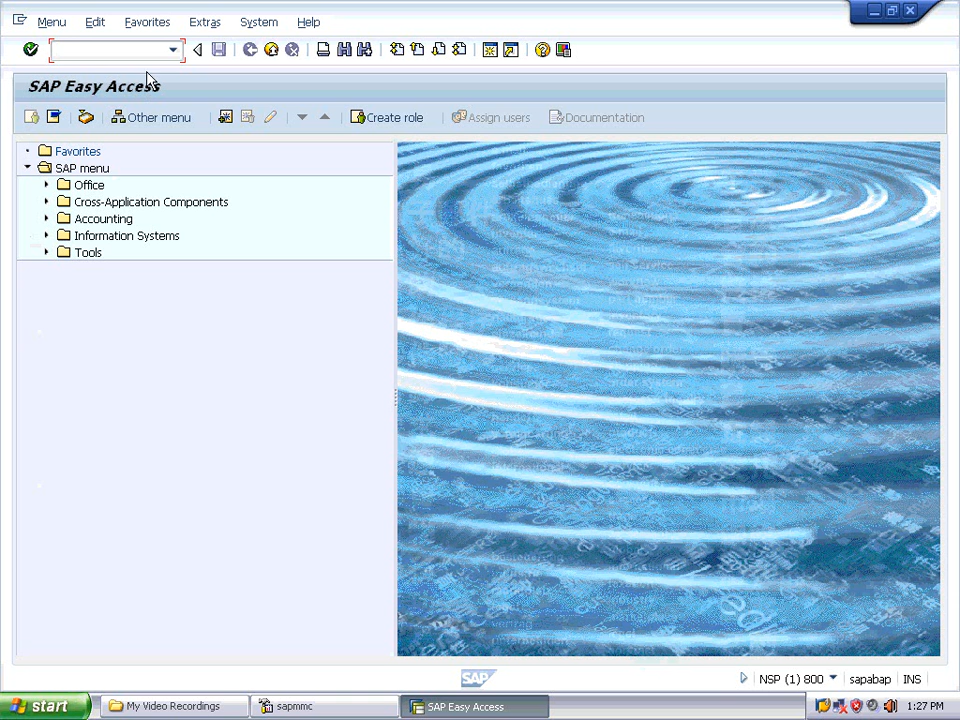 Menu Edit Favorites Extras System Help
SAP Easy Access
Other menu Create role Assign users Documentation
Favorites
SAP menu
Office
Cross-Application Components
Accounting
Information Systems
Tools
SAP NSP (1) 800 sapabap INS
start My Video Recordings sapmmc SAP Easy Access 1:27 PM